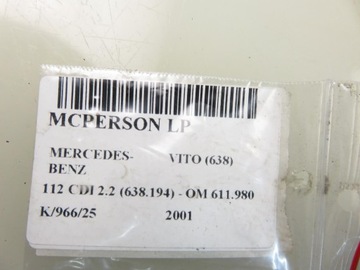 MCPERSON LP
MERCEDES-BENZ VITO (638)
112 CDI 2.2 (638.194) - OM 611.980
K/966/25 2001